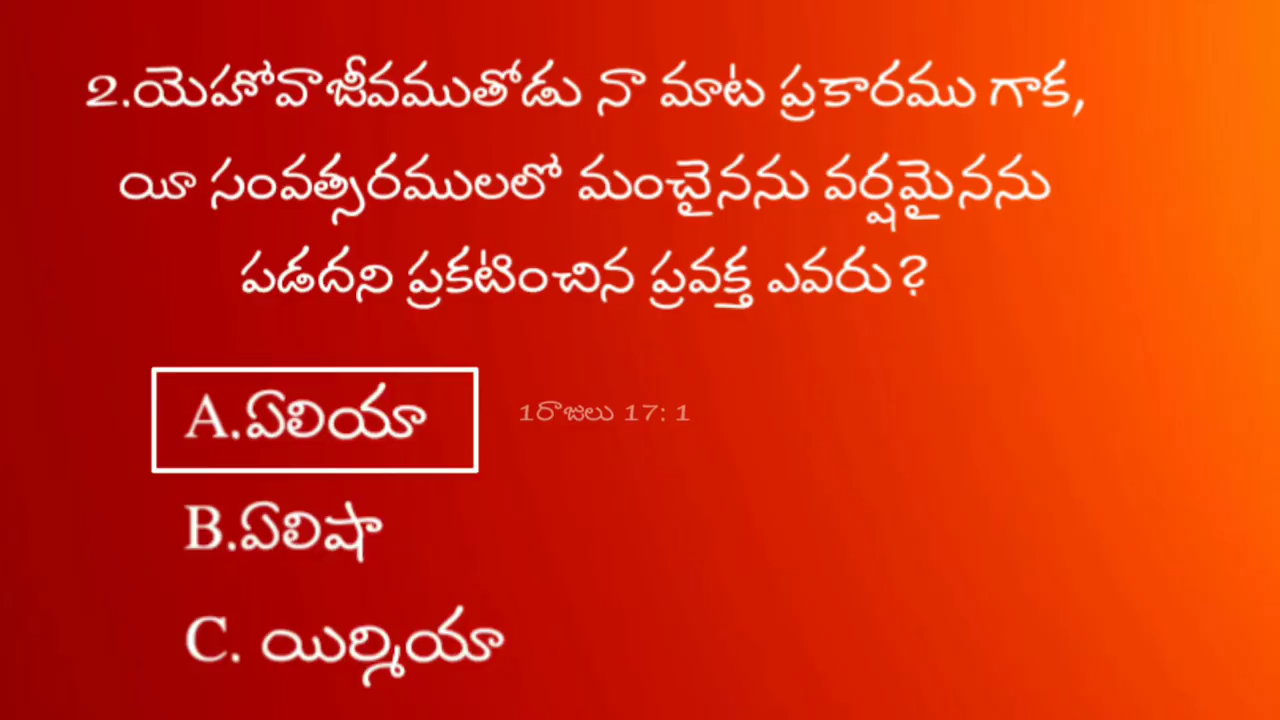 2.యెహోవాజీవముతోడు నా మాట ప్రకారము గాక,
యీ సంవత్సరములలో మంచైనను వర్షమైనను
పడదని ప్రకటించిన ప్రవక్త ఎవరు?
A.ఏలియా
1రాజులు 17: 1
B.ఏలిషా
C. యిర్మియా